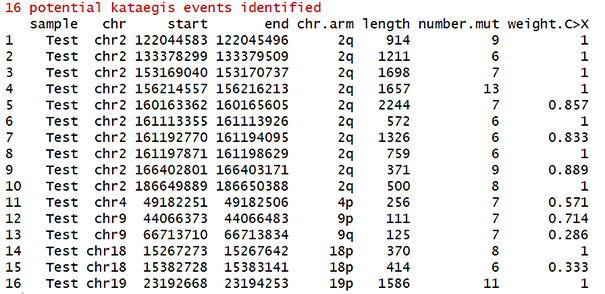 16 potential kataegis events identified
sample chr start end chr.arm length number.mut weight.C>X
1 Test chr2 122044583 122045496 2q 914 9 1
2 Test chr2 133378299 133379509 2q 1211 6 1
3 Test chr2 153169040 153170737 2q 1698 7 1
4 Test chr2 156214557 156216213 2q 1657 13 1
5 Test chr2 160163362 160165605 2q 2244 7 0.857
6 Test chr2 161113355 161113926 2q 572 6 1
7 Test chr2 161192770 161194095 2q 1326 6 0.833
8 Test chr2 161197871 161198629 2q 759 6 1
9 Test chr2 166402801 166403171 2q 371 9 0.889
10 Test chr2 186649889 186650388 2q 500 8 1
11 Test chr4 49182251 49182506 4p 256 7 0.571
12 Test chr9 44066373 44066483 9p 111 7 0.714
13 Test chr9 66713710 66713834 9q 125 7 0.286
14 Test chr18 15267273 15267642 18p 370 8 1
15 Test chr18 15382728 15383141 18p 414 6 0.333
16 Test chr19 23192668 23194253 19p 1586 11 1